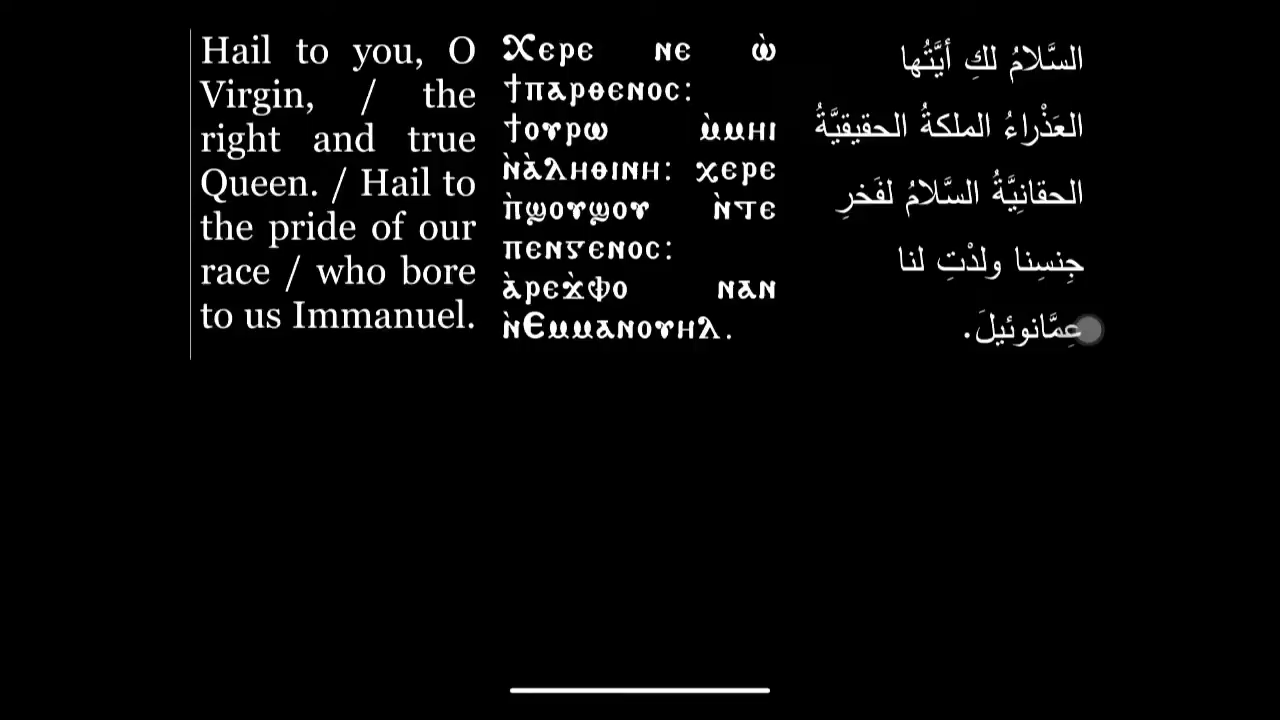 Hail to you, O
Virgin, / the
right and true
Queen. / Hail to
the pride of our
race / who bore
to us Immanuel.
Ⲭⲉⲣⲉ ⲛⲉ ⲱ̀
ϯⲡⲁⲣⲑⲉⲛⲟⲥ:
ϯⲟⲩⲣⲱ ⲙ̀ⲙⲏⲓ
ⲛ̀ⲁ̀ⲗⲏⲑⲓⲛⲏ: ⲭⲉⲣⲉ
ⲡ̀ϣⲟⲩϣⲟⲩ ⲛ̀ⲧⲉ
ⲡⲉⲛⲅⲉⲛⲟⲥ:
ⲁ̀ⲣⲉϫ̀ⲫⲟ ⲛⲁⲛ
ⲛ̀Ⲉⲙⲙⲁⲛⲟⲩⲏⲗ.
السَّلامُ لكِ أيَّتُها
العَذْراءُ الملكةُ الحقيقيَّةُ
الحقانِيَّةُ السَّلامُ لفَخرِ
جِنسِنا ولدْتِ لنا
عِمَّانوئيلَ.